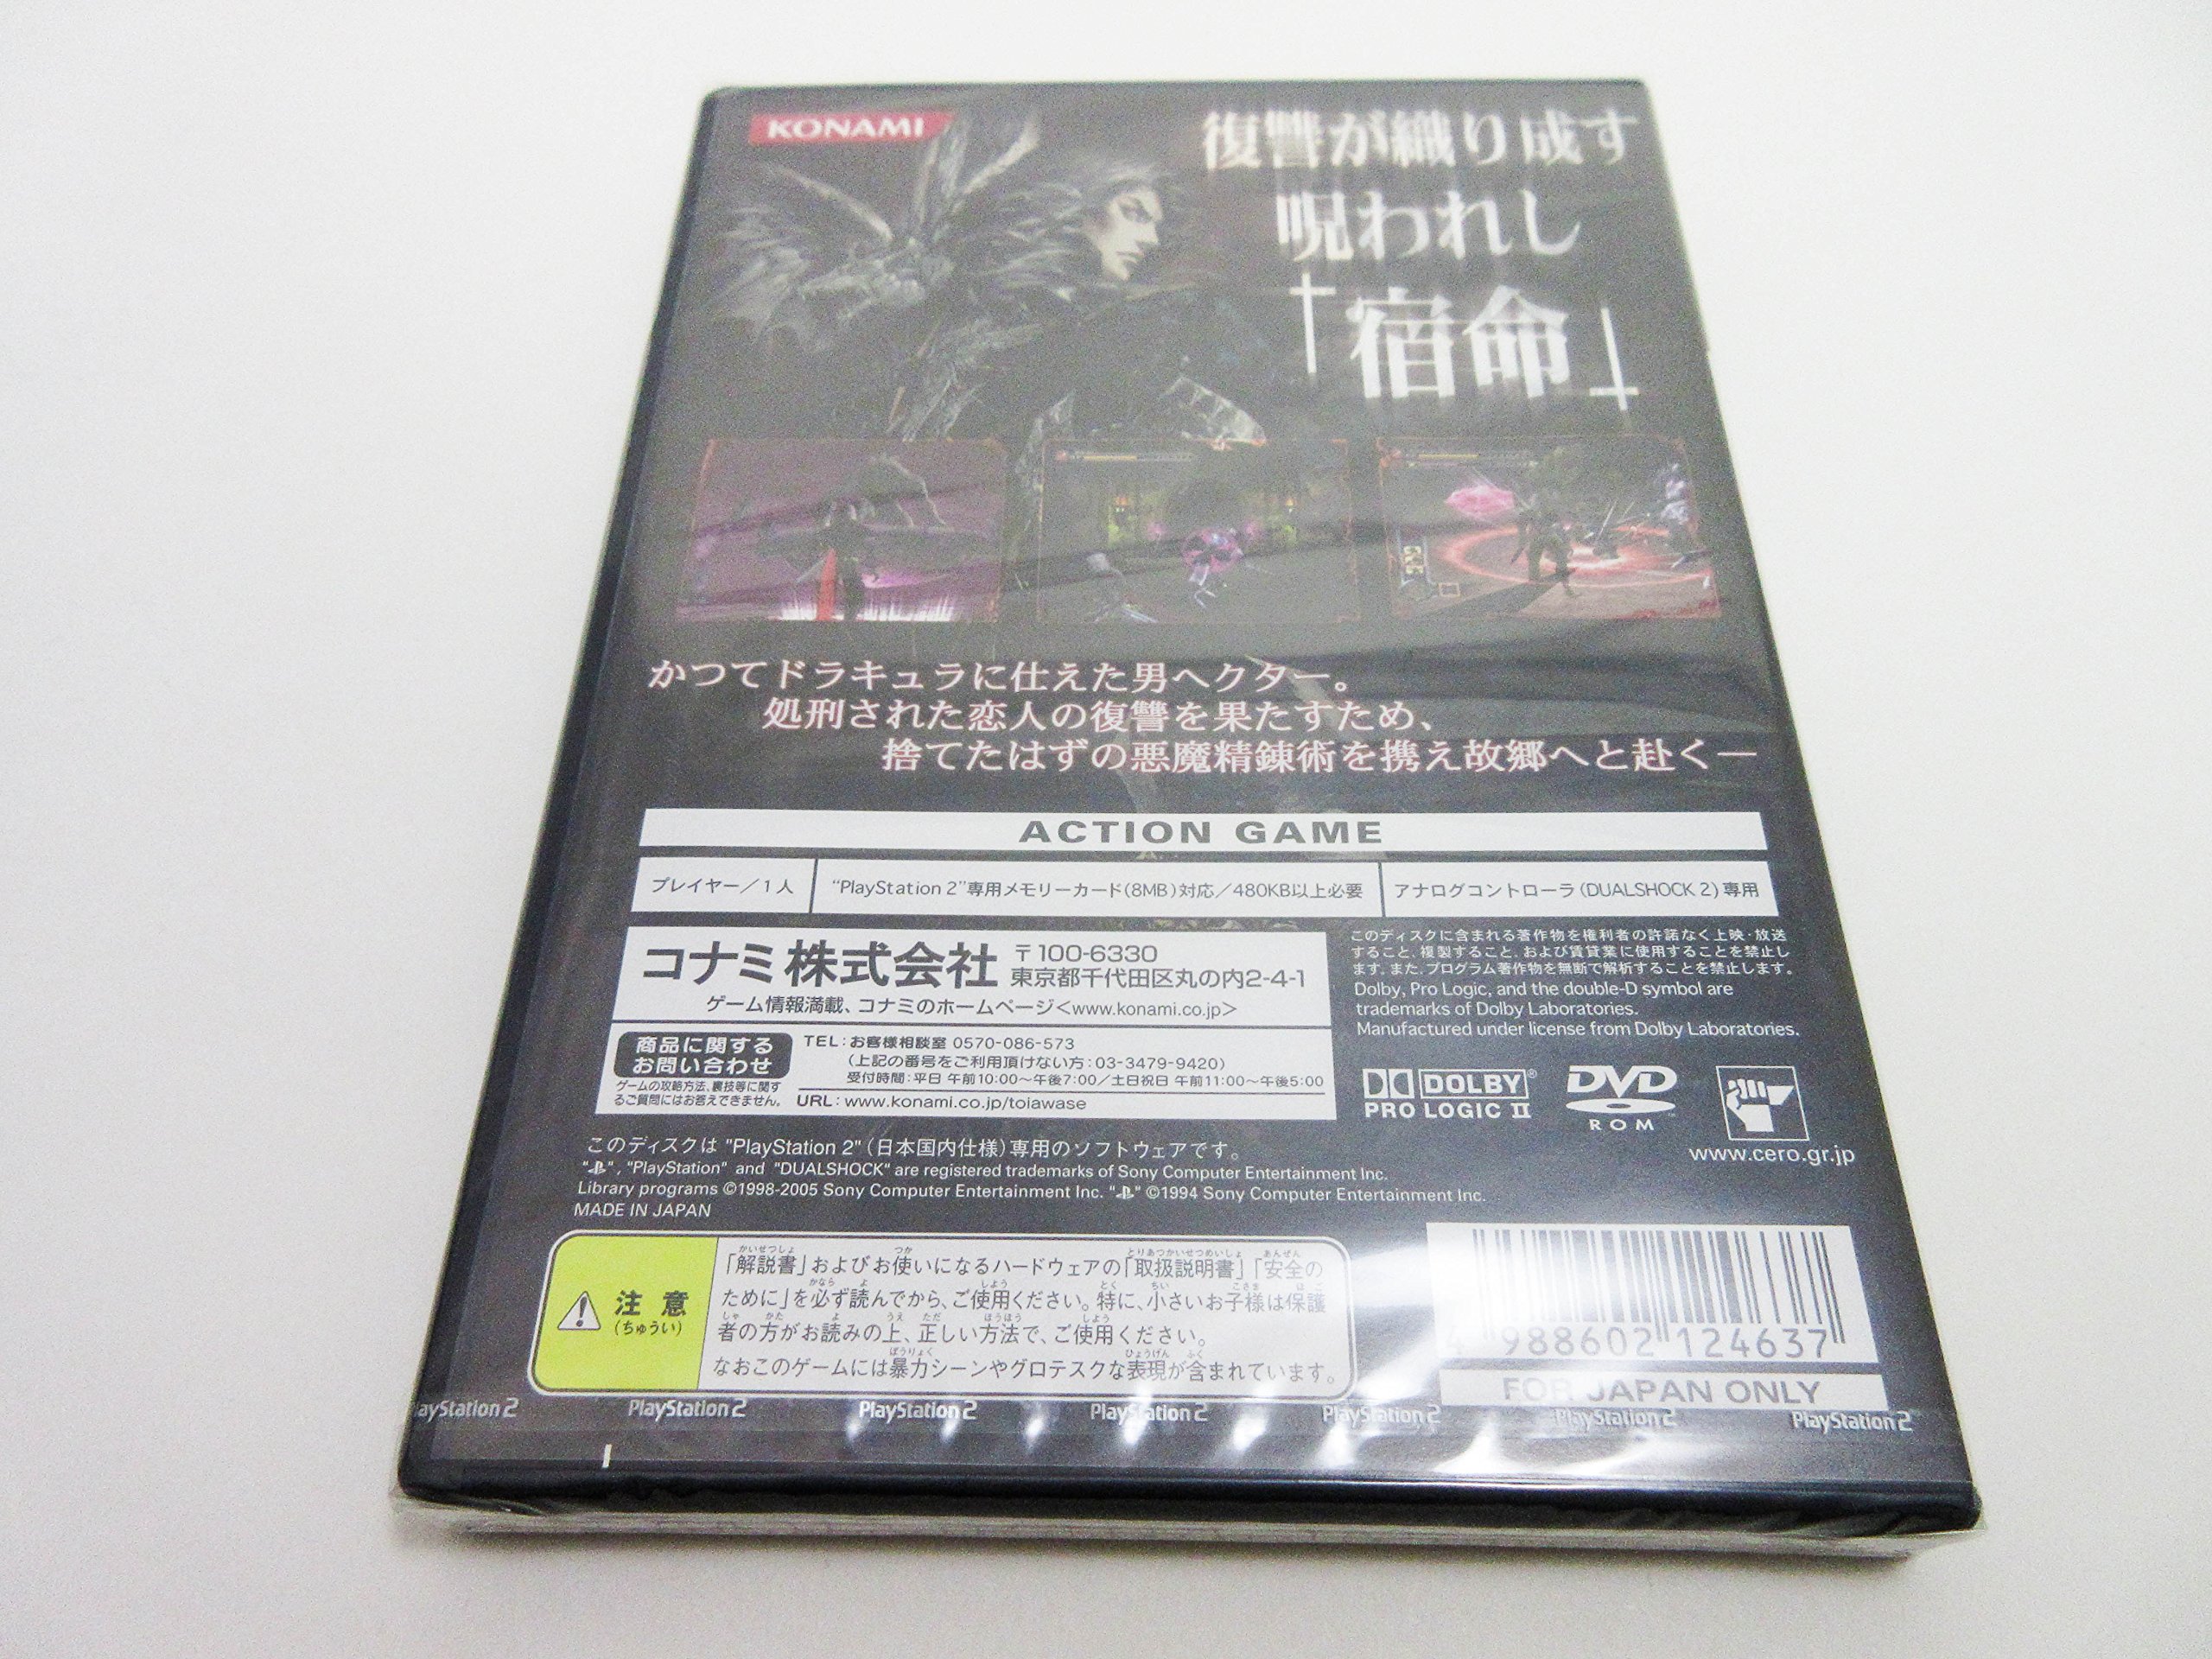 KONAMI
復讐が織り成す
呪われし
「宿命」
かつてドラキュラに仕えた男ヘクター。
処刑された恋人の復讐を果たすため、
捨てたはずの悪魔精錬術を携え故郷へと赴く―
ACTION GAME
プレイヤー／1人
“PlayStation 2”専用メモリーカード(8MB)対応／480KB以上必要
アナログコントローラ(DUALSHOCK 2)専用
コナミ株式会社
〒100-6330
東京都千代田区丸の内2-4-1
ゲーム情報満載、コナミのホームページ<www.konami.co.jp>
商品に関する
お問い合わせ
ゲームの攻略方法、裏技等に関す
るご質問にはお答えできません。
TEL：お客様相談室 0570-086-573
（上記の番号をご利用頂けない方：03-3479-9420）
受付時間：平日 午前10:00～午後7:00／土日祝日 午前11:00～午後5:00
URL：www.konami.co.jp/toiawase
このディスクに含まれる著作物を権利者の許諾なく上映・放送
すること、複製すること、および賃貸業に使用することを禁止し
ます。また、プログラム著作物を無断で解析することを禁止します。
Dolby, Pro Logic, and the double-D symbol are
trademarks of Dolby Laboratories.
Manufactured under license from Dolby Laboratories.
DOLBY®
PRO LOGIC II
DVD
ROM
www.cero.gr.jp
このディスクは "PlayStation 2"（日本国内仕様）専用のソフトウェアです。
" ", "PlayStation" and "DUALSHOCK" are registered trademarks of Sony Computer Entertainment Inc.
Library programs ©1998-2005 Sony Computer Entertainment Inc. " " ©1994 Sony Computer Entertainment Inc.
MADE IN JAPAN
注意
(ちゅうい)
「解説書」およびお使いになるハードウェアの「取扱説明書」「安全の
ために」を必ず読んでから、ご使用ください。特に、小さいお子様は保護
者の方がお読みの上、正しい方法で、ご使用ください。
なおこのゲームには暴力シーンやグロテスクな表現が含まれています。
4 988602 124637
FOR JAPAN ONLY
PlayStation 2 PlayStation 2 PlayStation 2 PlayStation 2 PlayStation 2 PlayStation 2